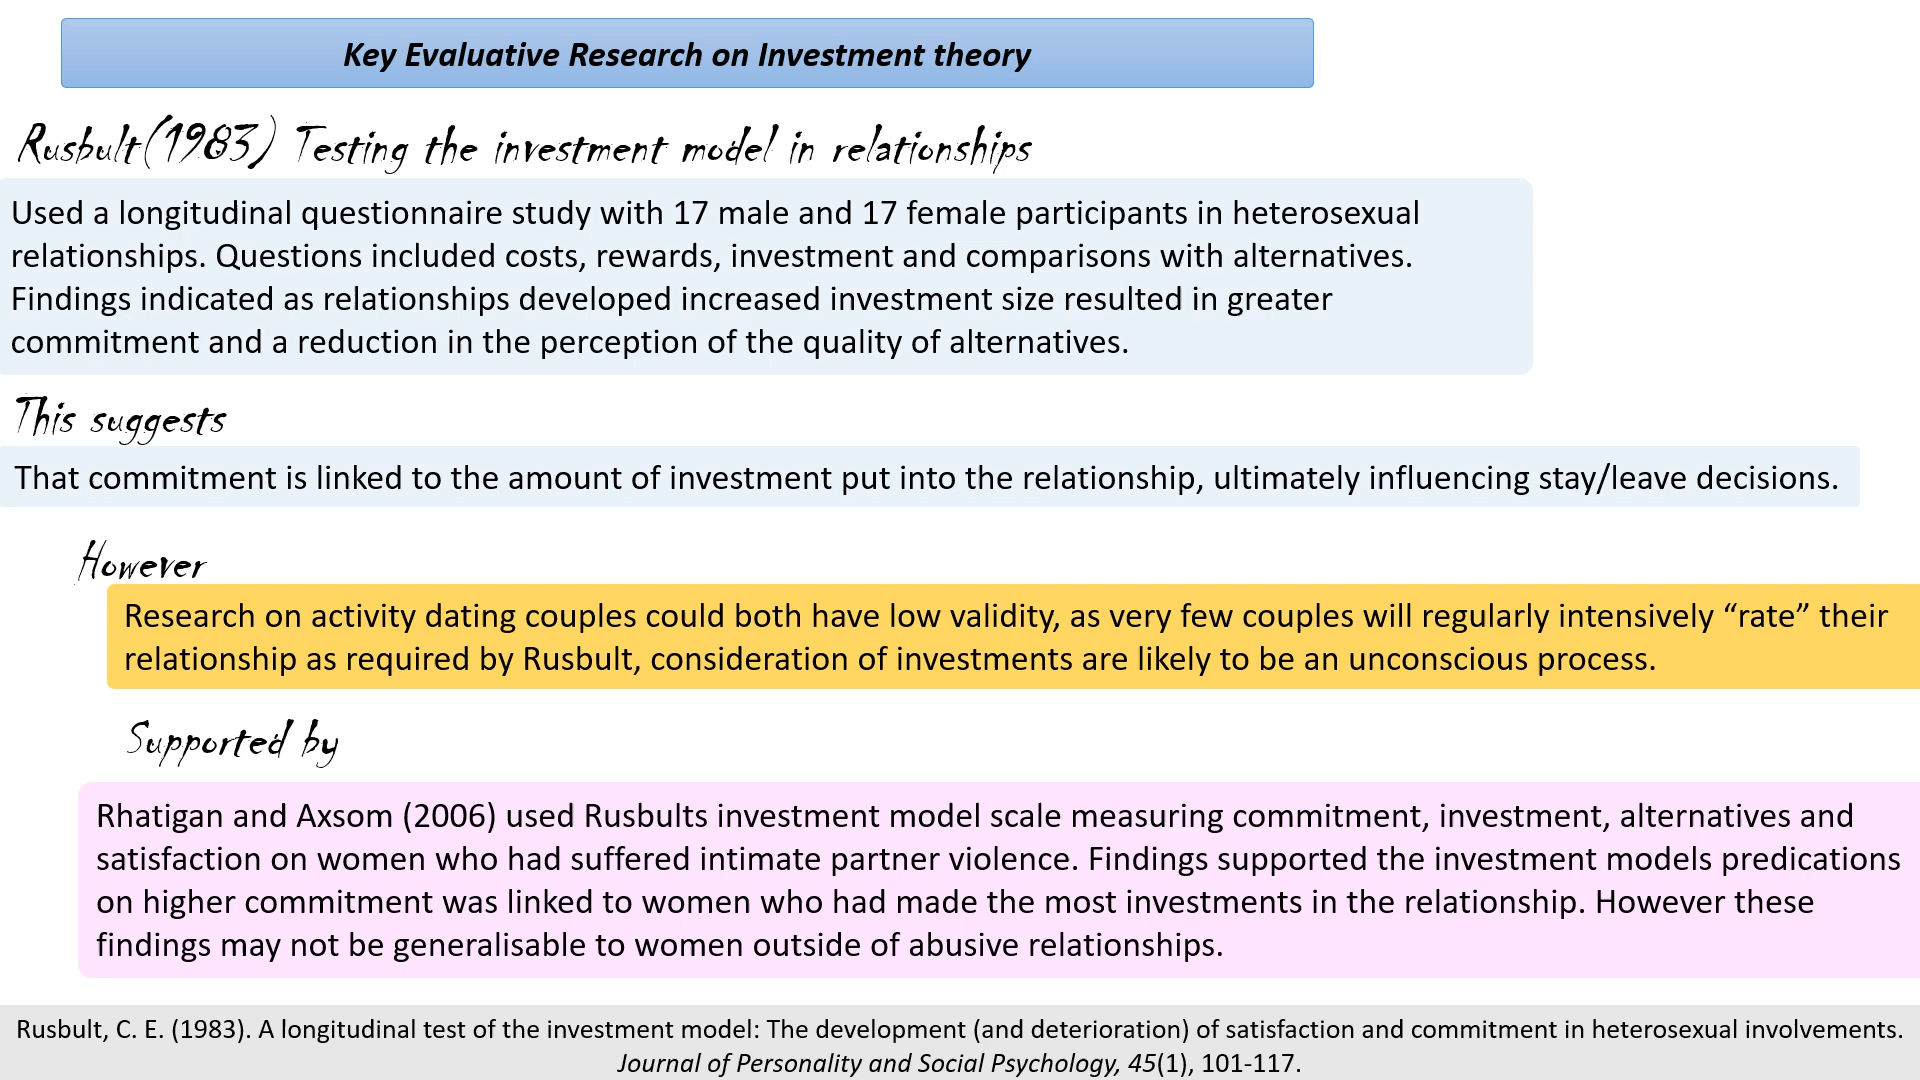 Key Evaluative Research on Investment theory
Rusbult(1983) Testing the investment model in relationships
Used a longitudinal questionnaire study with 17 male and 17 female participants in heterosexual
relationships. Questions included costs, rewards, investment and comparisons with alternatives.
Findings indicated as relationships developed increased investment size resulted in greater
commitment and a reduction in the perception of the quality of alternatives.
This suggests
That commitment is linked to the amount of investment put into the relationship, ultimately influencing stay/leave decisions.
However
Research on activity dating couples could both have low validity, as very few couples will regularly intensively “rate” their
relationship as required by Rusbult, consideration of investments are likely to be an unconscious process.
Supported by
Rhatigan and Axsom (2006) used Rusbults investment model scale measuring commitment, investment, alternatives and
satisfaction on women who had suffered intimate partner violence. Findings supported the investment models predications
on higher commitment was linked to women who had made the most investments in the relationship. However these
findings may not be generalisable to women outside of abusive relationships.
Rusbult, C. E. (1983). A longitudinal test of the investment model: The development (and deterioration) of satisfaction and commitment in heterosexual involvements.
Journal of Personality and Social Psychology, 45(1), 101-117.